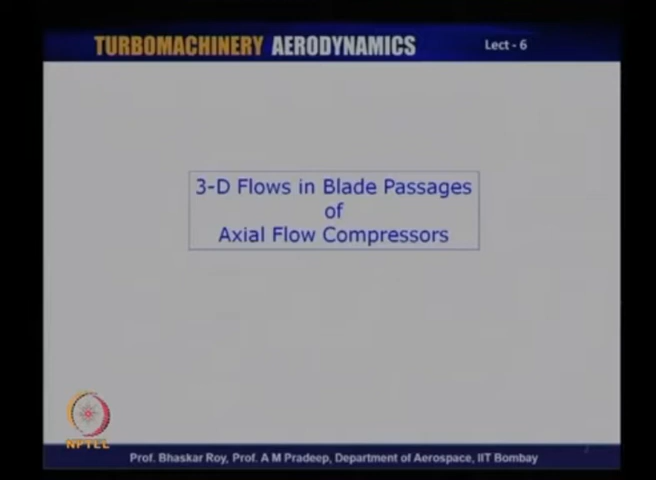 TURBOMACHINERY AERODYNAMICS
Lect - 6
3-D Flows in Blade Passages
of
Axial Flow Compressors
NPTEL
Prof. Bhaskar Roy, Prof. A M Pradeep, Department of Aerospace, IIT Bombay